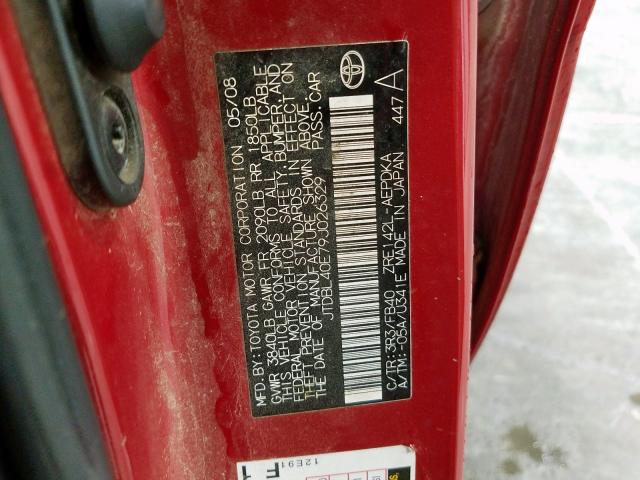 MFD. BY: TOYOTA MOTOR CORPORATION 05/08
GVWR 3840LB GAWR FR 2090LB RR 1850LB
THIS VEHICLE CONFORMS TO ALL APPLICABLE
FEDERAL MOTOR VEHICLE SAFETY, BUMPER, AND
THEFT PREVENTION STANDARDS IN EFFECT ON
THE DATE OF MANUFACTURE SHOWN ABOVE.
JTDBL40E799026329 PASS. CAR
C/TR:3R3/FB40 ZRE142L-AEPDKA
A/TM:-05A/U341E MADE IN JAPAN 447 A
12E91